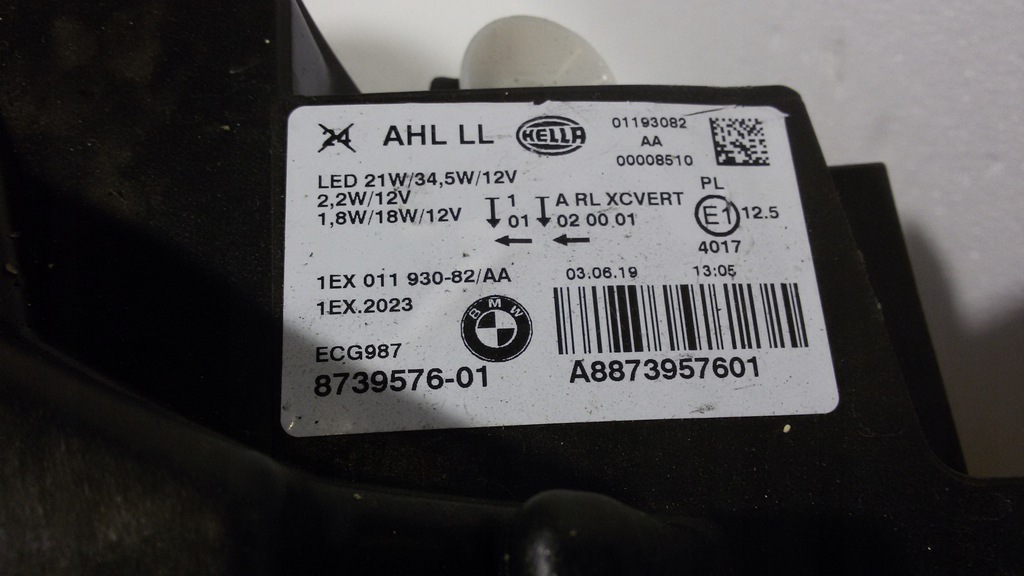 24 AHL LL HELLA 01193082
AA
00008510
LED 21W/34,5W/12V
2,2W/12V
1,8W/18W/12V
1
01
A RL XCVERT
02 00 01
PL
E1 12.5
4017
1EX 011 930-82/AA
03.06.19 13:05
1EX.2023
BMW
ECG987
8739576-01
A8873957601